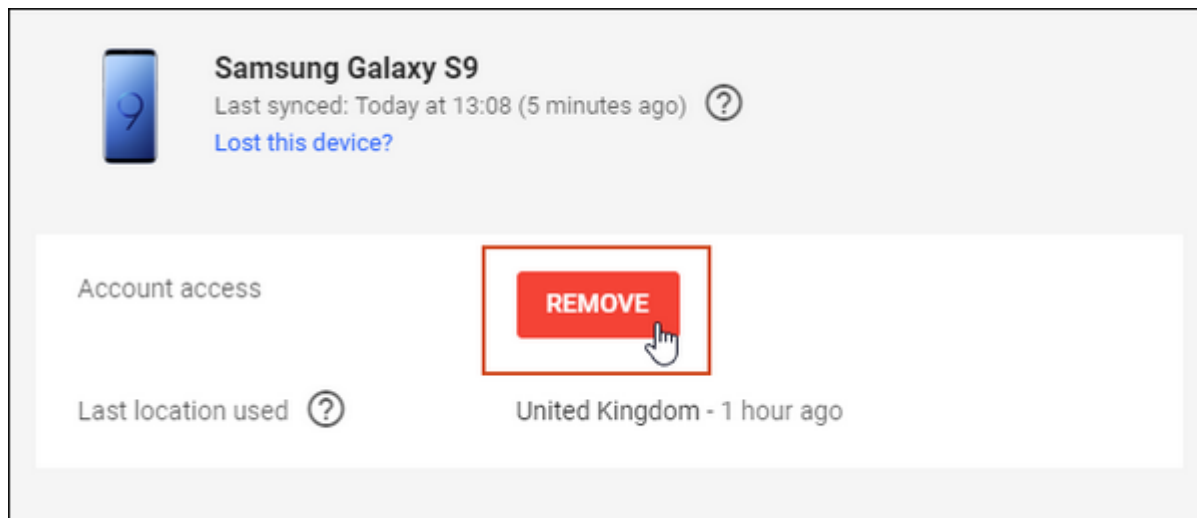 Samsung Galaxy S9
9
Last synced: Today at 13:08 (5 minutes ago) ?
Lost this device?
Account access
REMOVE
Last location used ? United Kingdom - 1 hour ago